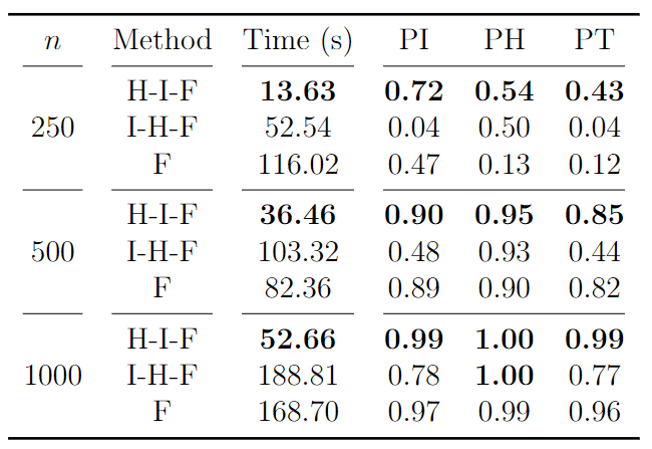 n Method Time (s) PI PH PT
H-I-F 13.63 0.72 0.54 0.43
250 I-H-F 52.54 0.04 0.50 0.04
F 116.02 0.47 0.13 0.12
H-I-F 36.46 0.90 0.95 0.85
500 I-H-F 103.32 0.48 0.93 0.44
F 82.36 0.89 0.90 0.82
H-I-F 52.66 0.99 1.00 0.99
1000 I-H-F 188.81 0.78 1.00 0.77
F 168.70 0.97 0.99 0.96